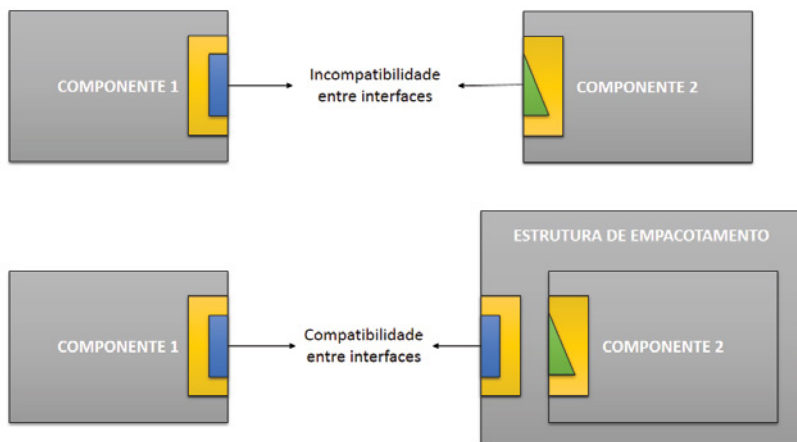 COMPONENTE 1
Incompatibilidade
entre interfaces
COMPONENTE 2
ESTRUTURA DE EMPACOTAMENTO
COMPONENTE 1
Compatibilidade
entre interfaces
COMPONENTE 2